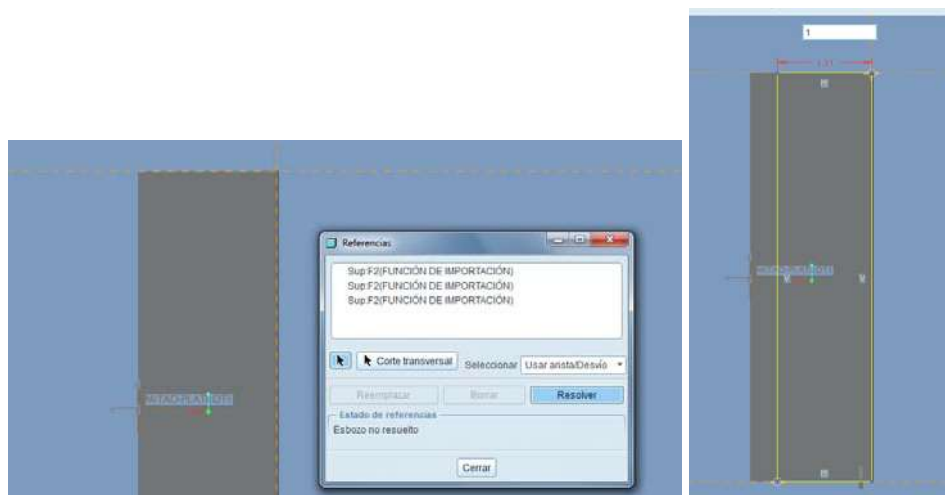 1
Referencias
Sup:F2(FUNCIÓN DE IMPORTACIÓN)
Sup:F2(FUNCIÓN DE IMPORTACIÓN)
Sup:F2(FUNCIÓN DE IMPORTACIÓN)
Corte transversal
Seleccionar
Usar arista/Desvío
Reemplazar
Borrar
Resolver
Estado de referencias
Esbozo no resuelto
Cerrar